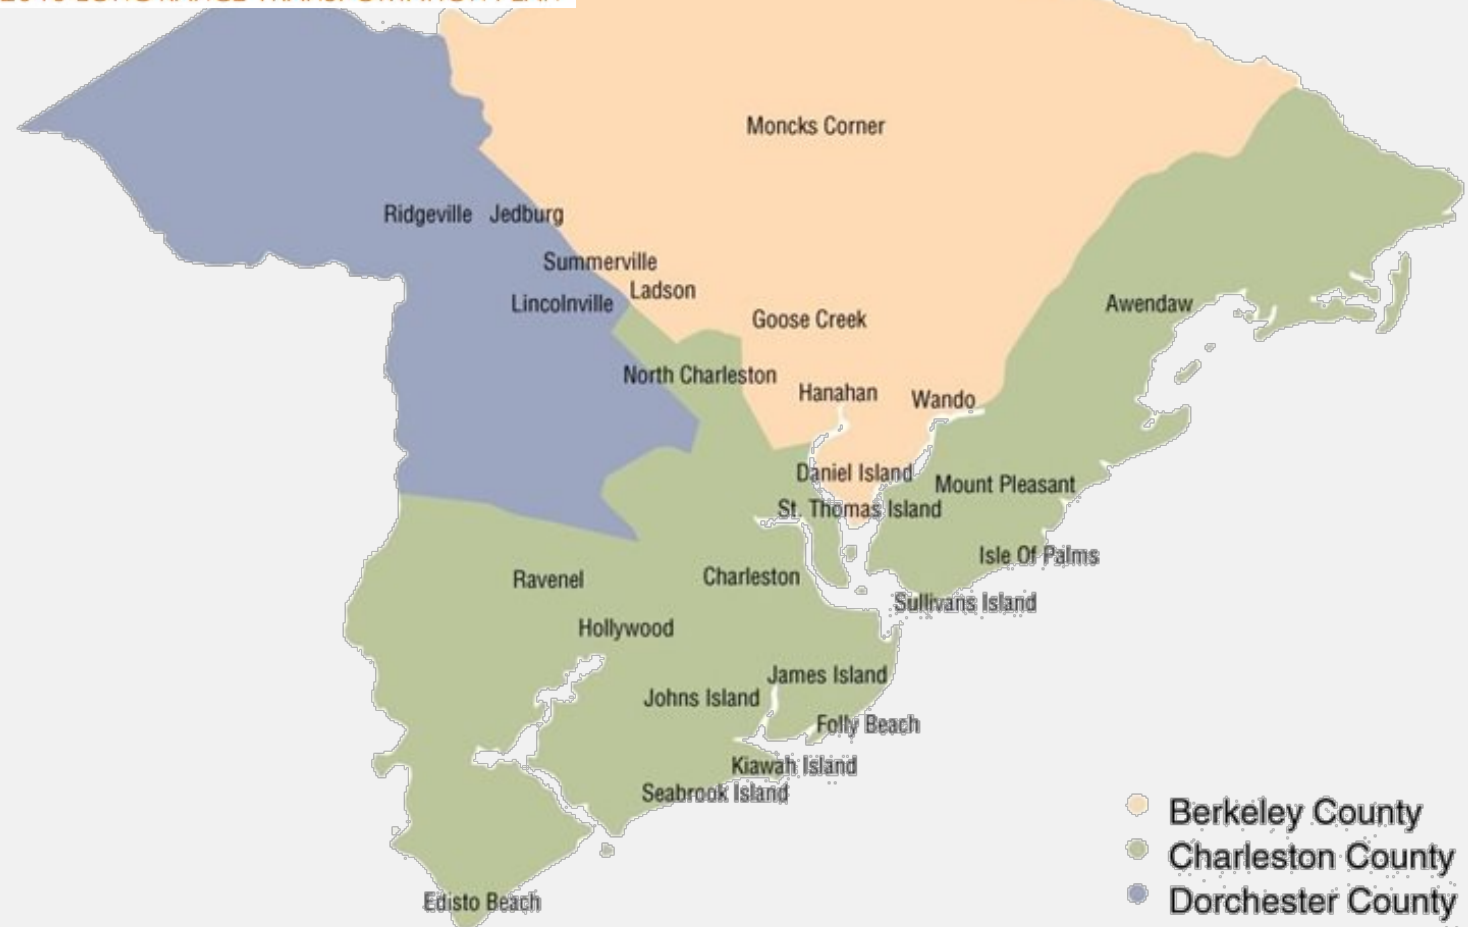 Moncks Corner
Ridgeville
Jedburg
Summerville
Ladson
Lincolnville
Goose Creek
Awendaw
North Charleston
Hanahan
Wando
Daniel Island
Mount Pleasant
St. Thomas Island
Isle Of Palms
Ravenel
Charleston
Sullivans Island
Hollywood
James Island
Johns Island
Folly Beach
Kiawah Island
Seabrook Island
Edisto Beach
Berkeley County
Charleston County
Dorchester County